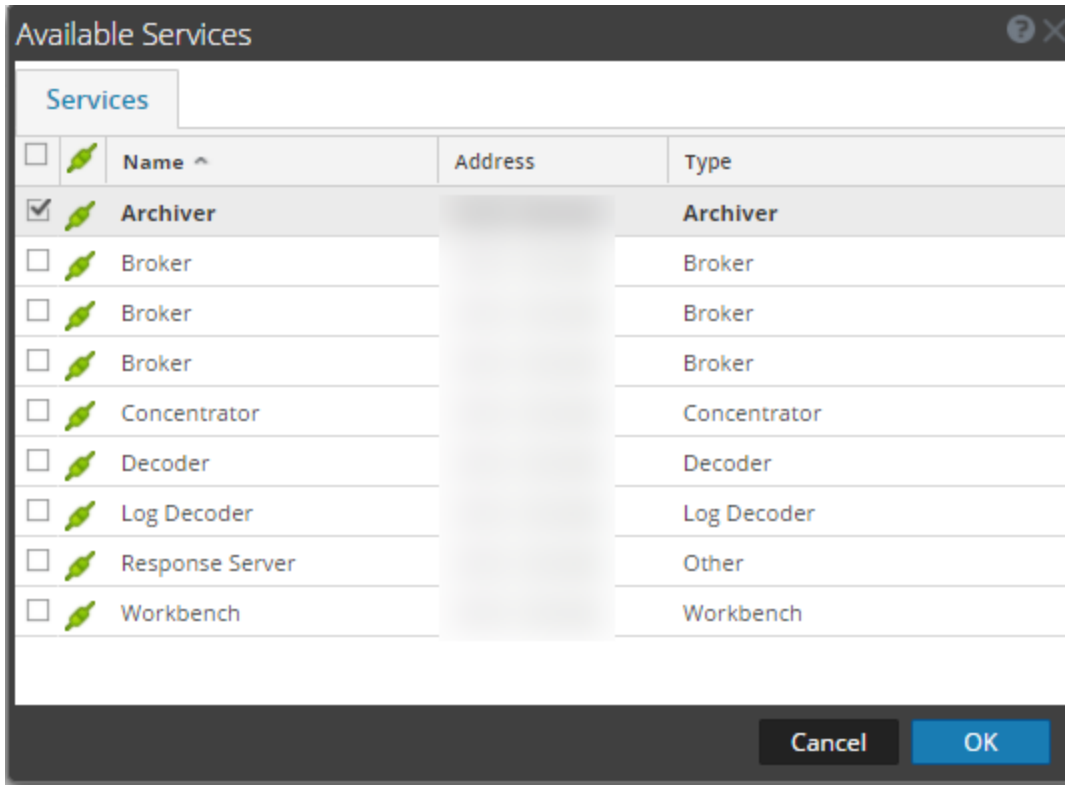 Available Services
Services
Name Address Type
Archiver Archiver
Broker Broker
Broker Broker
Broker Broker
Concentrator Concentrator
Decoder Decoder
Log Decoder Log Decoder
Response Server Other
Workbench Workbench
Cancel OK